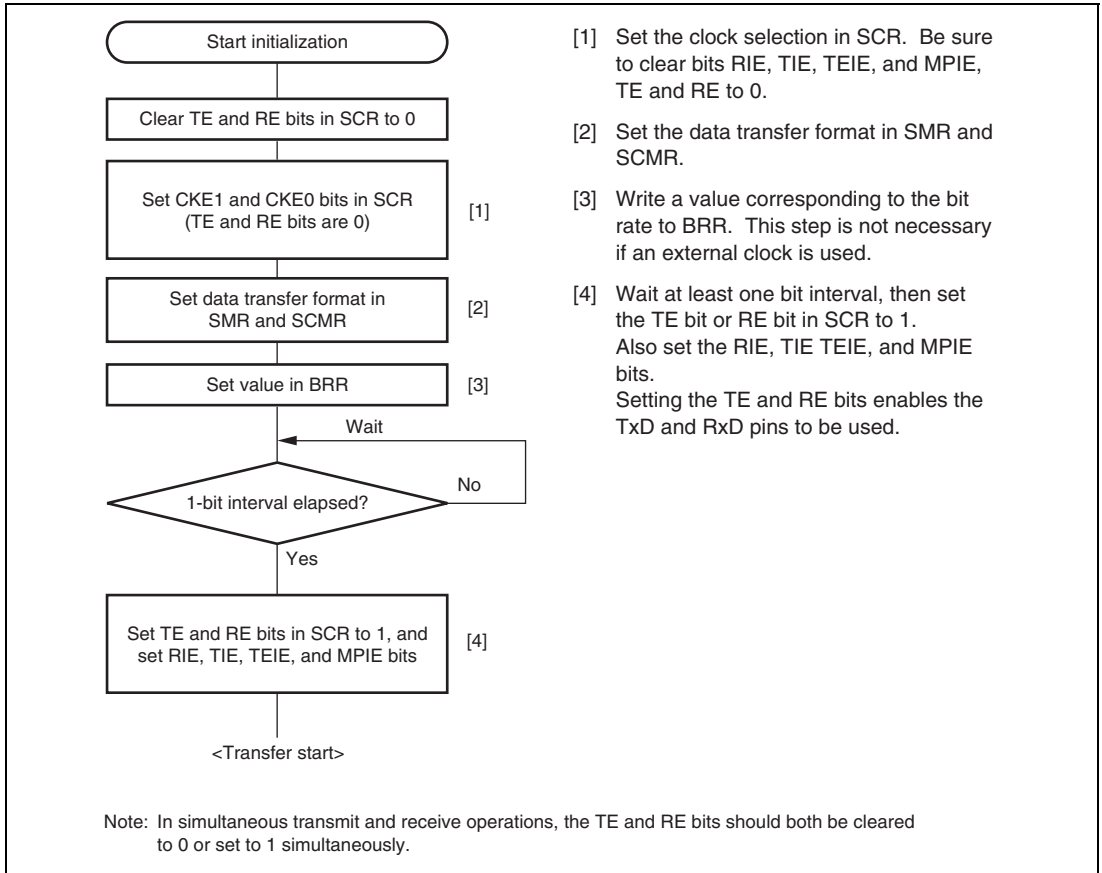 Start initialization
Clear TE and RE bits in SCR to 0
Set CKE1 and CKE0 bits in SCR
(TE and RE bits are 0)
[1]
Set data transfer format in
SMR and SCMR
[2]
Set value in BRR
[3]
Wait
1-bit interval elapsed?
No
Yes
Set TE and RE bits in SCR to 1, and
set RIE, TIE, TEIE, and MPIE bits
[4]
<Transfer start>
[1] Set the clock selection in SCR. Be sure
to clear bits RIE, TIE, TEIE, and MPIE,
TE and RE to 0.
[2] Set the data transfer format in SMR and
SCMR.
[3] Write a value corresponding to the bit
rate to BRR. This step is not necessary
if an external clock is used.
[4] Wait at least one bit interval, then set
the TE bit or RE bit in SCR to 1.
Also set the RIE, TIE TEIE, and MPIE
bits.
Setting the TE and RE bits enables the
TxD and RxD pins to be used.
Note: In simultaneous transmit and receive operations, the TE and RE bits should both be cleared
to 0 or set to 1 simultaneously.